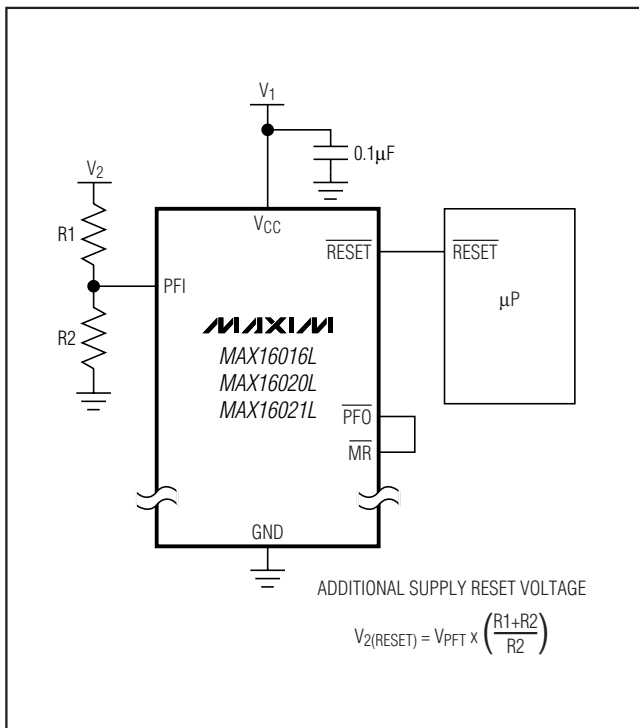 V1
0.1µF
V2
R1
VCC
RESET
RESET
PFI
µP
MAXIM
R2
MAX16016L
MAX16020L
MAX16021L
PFO
MR
GND
ADDITIONAL SUPPLY RESET VOLTAGE
V2(RESET) = VPFT x (R1+R2/R2)